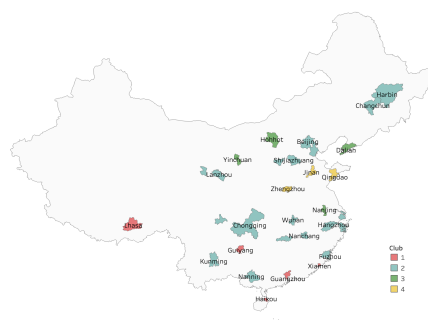 Harbin
Changchun
Hohhot
Beijing
Dalian
Yinchuan
Shijiazhuang
Lanzhou
Jinan
Qingdao
Zhengzhou
Nanjing
Lhasa
Chongqing
Wuhan
Hangzhou
Nanchang
Guiyang
Kunming
Fuzhou
Xiamen
Nanning
Guangzhou
Haikou
Club
1
2
3
4